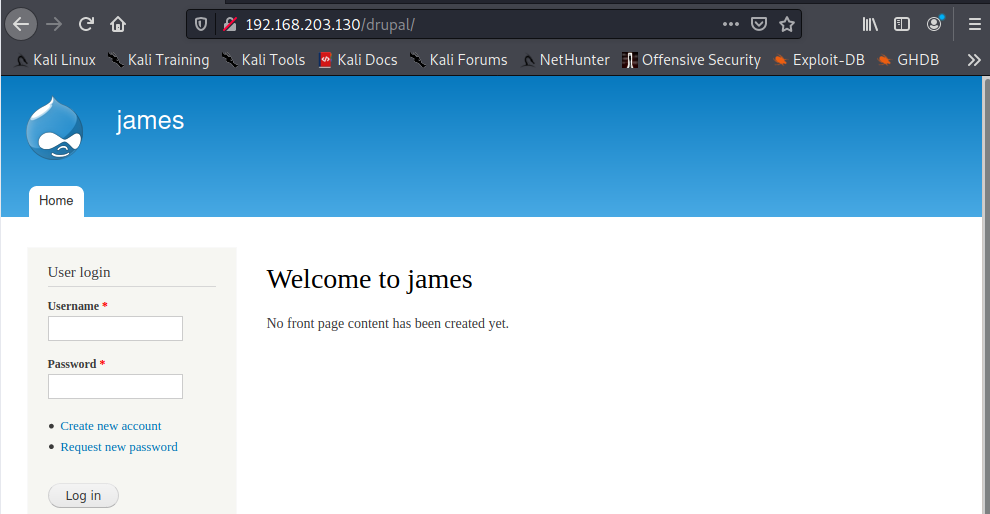 192.168.203.130/drupal/
Kali Linux Kali Training Kali Tools Kali Docs Kali Forums NetHunter Offensive Security Exploit-DB GHDB
james
Home
User login
Username *
Password *
Create new account
Request new password
Log in
Welcome to james
No front page content has been created yet.